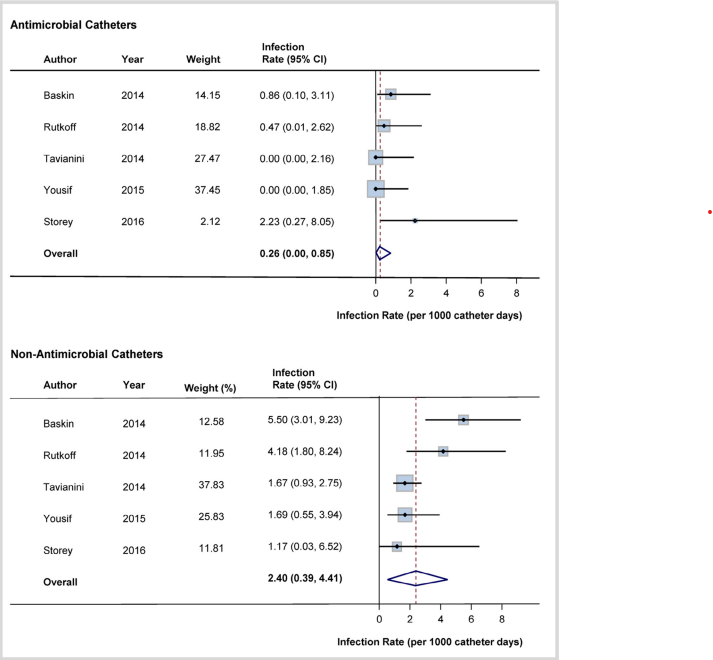 Antimicrobial Catheters
Author Year Weight Infection Rate (95% CI)
Baskin 2014 14.15 0.86 (0.10, 3.11)
Rutkoff 2014 18.82 0.47 (0.01, 2.62)
Tavianini 2014 27.47 0.00 (0.00, 2.16)
Yousif 2015 37.45 0.00 (0.00, 1.85)
Storey 2016 2.12 2.23 (0.27, 8.05)
Overall 0.26 (0.00, 0.85)
0 2 4 6 8
Infection Rate (per 1000 catheter days)
Non-Antimicrobial Catheters
Author Year Weight (%) Infection Rate (95% CI)
Baskin 2014 12.58 5.50 (3.01, 9.23)
Rutkoff 2014 11.95 4.18 (1.80, 8.24)
Tavianini 2014 37.83 1.67 (0.93, 2.75)
Yousif 2015 25.83 1.69 (0.55, 3.94)
Storey 2016 11.81 1.17 (0.03, 6.52)
Overall 2.40 (0.39, 4.41)
0 2 4 6 8
Infection Rate (per 1000 catheter days)